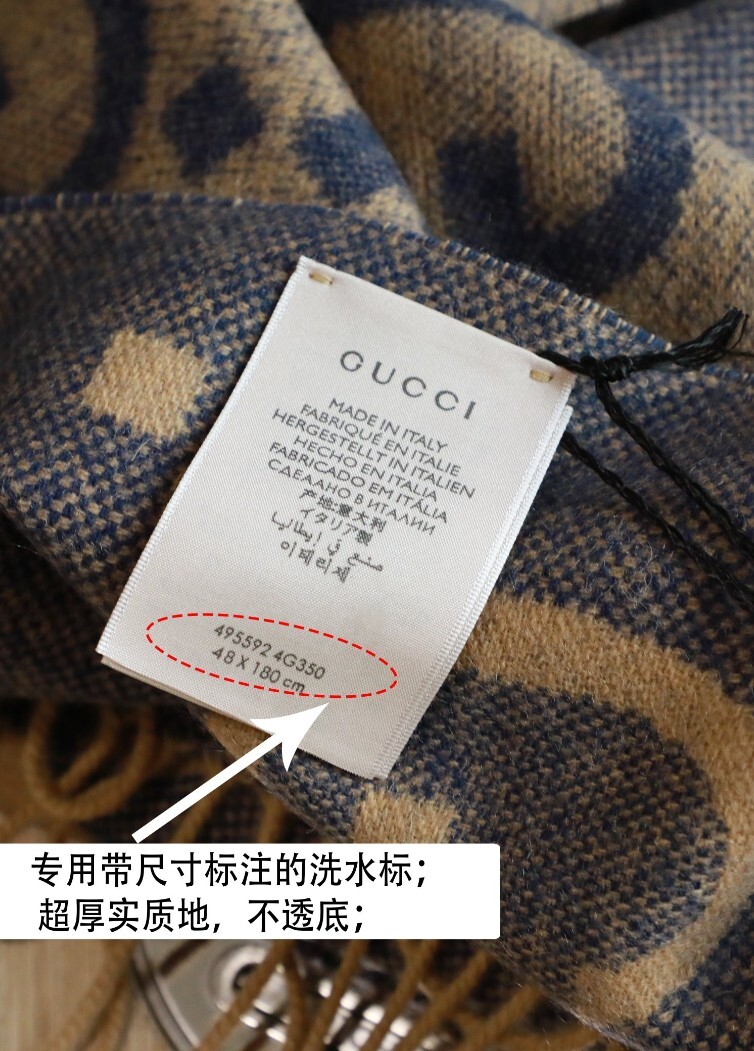 GUCCI
MADE IN ITALY
FABRIQUÉ EN ITALIE
HERGESTELLT IN ITALIEN
HECHO EN ITALIA
FABRICADO EM ITÁLIA
СДЕЛАНО В ИТАЛИИ
产地:意大利
イタリア製
صنع في إيطاليا
이태리제
495592 4G350
48 X 180 cm
专用带尺寸标注的洗水标；
超厚实质地，不透底；